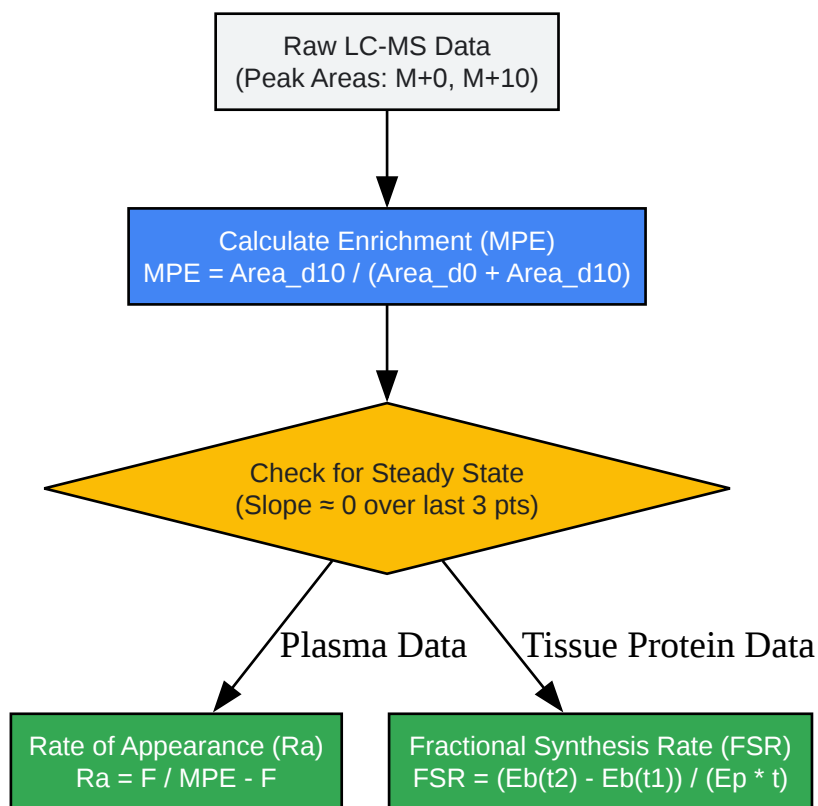 Raw LC-MS Data
(Peak Areas: M+0, M+10)
Calculate Enrichment (MPE)
MPE = Area_d10 / (Area_d0 + Area_d10)
Check for Steady State
(Slope ≈ 0 over last 3 pts)
Plasma Data
Tissue Protein Data
Rate of Appearance (Ra)
Ra = F / MPE - F
Fractional Synthesis Rate (FSR)
FSR = (Eb(t2) - Eb(t1)) / (Ep * t)